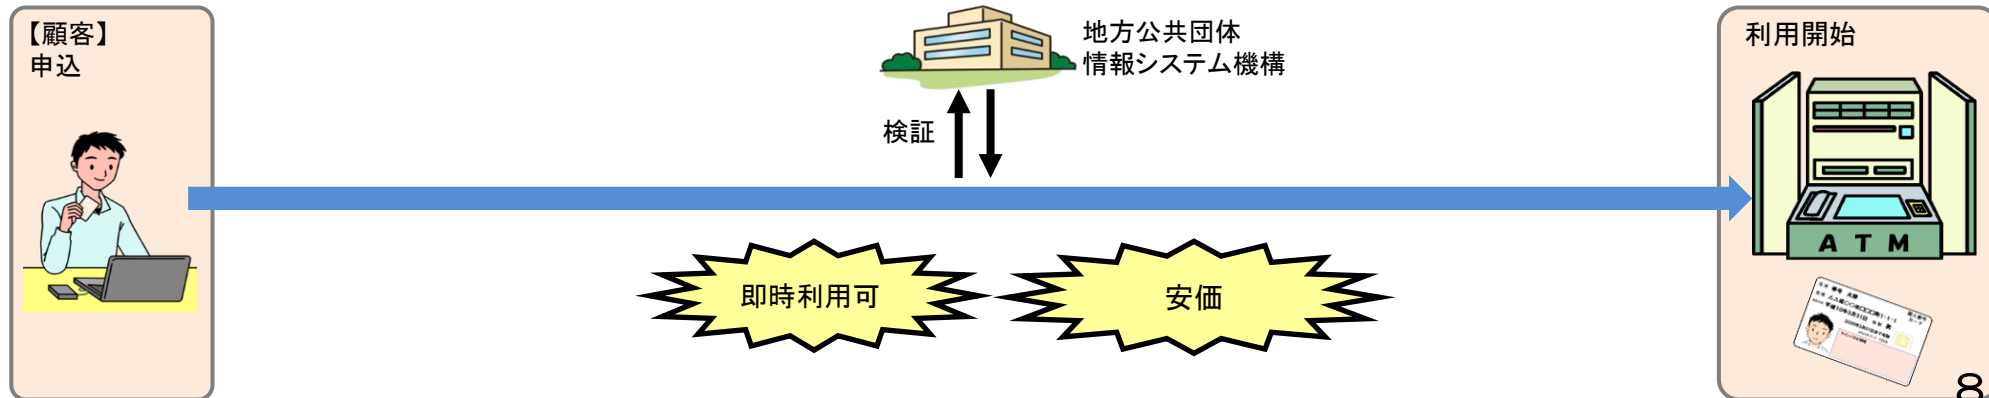 【顧客】
申込
地方公共団体
情報システム機構
検証
即時利用可
安価
利用開始
ATM
8